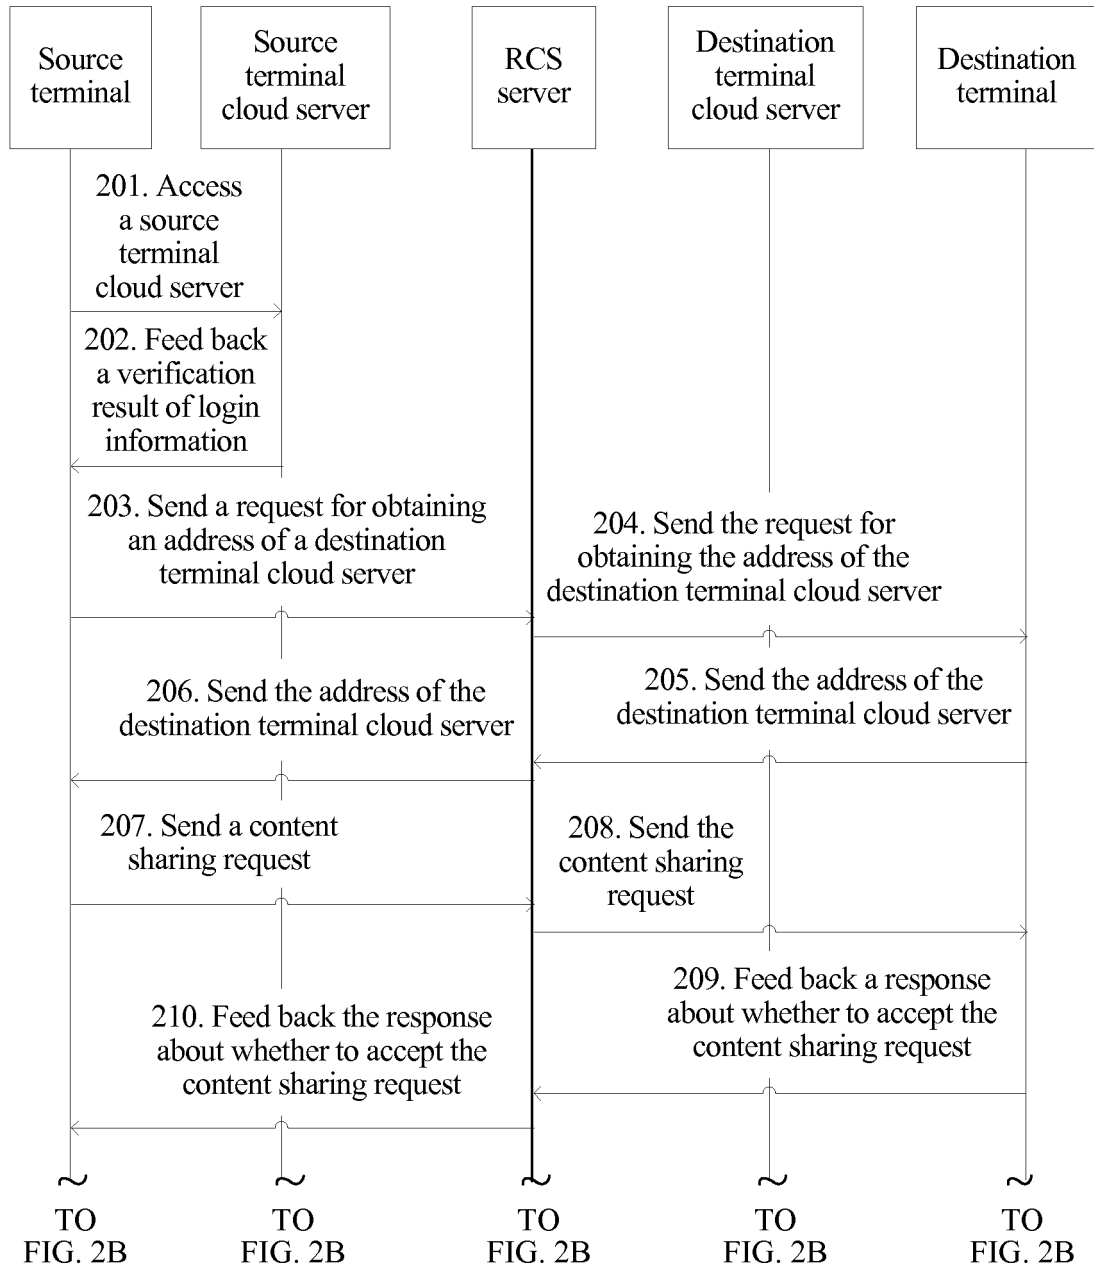 Source
terminal
Source
terminal
cloud server
RCS
server
Destination
terminal
cloud server
Destination
terminal
201. Access
a source
terminal
cloud server
202. Feed back
a verification
result of login
information
203. Send a request for obtaining
an address of a destination
terminal cloud server
204. Send the request for
obtaining the address of the
destination terminal cloud server
205. Send the address of the
destination terminal cloud server
206. Send the address of the
destination terminal cloud server
207. Send a content
sharing request
208. Send the
content sharing
request
209. Feed back a response
about whether to accept the
content sharing request
210. Feed back the response
about whether to accept the
content sharing request
TO
FIG. 2B
TO
FIG. 2B
TO
FIG. 2B
TO
FIG. 2B
TO
FIG. 2B